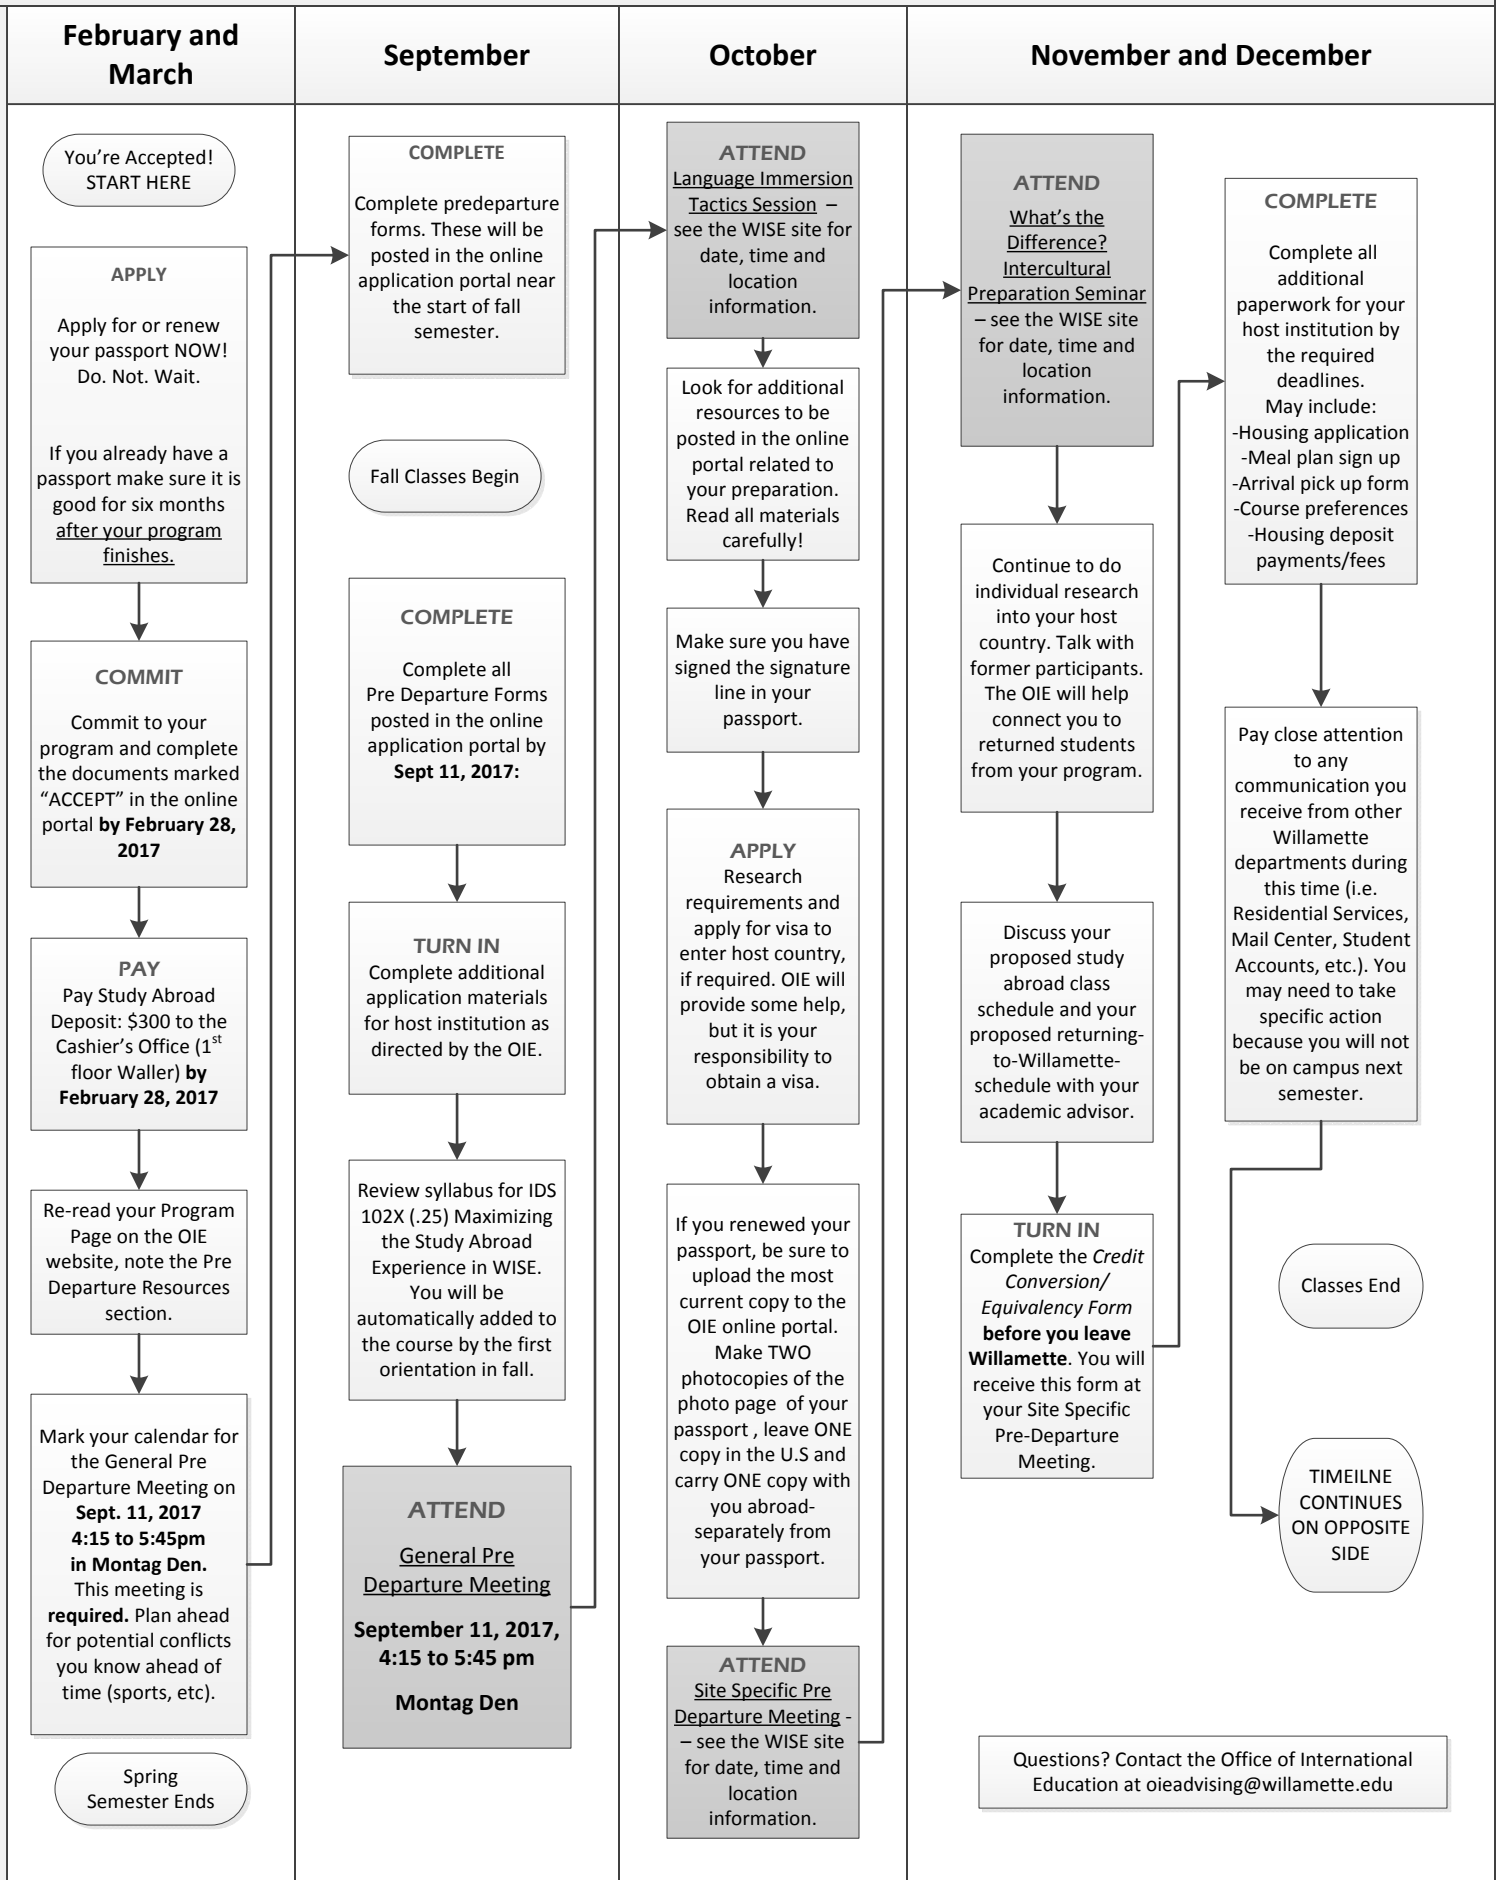 February and
March
September
October
November and December
You're Accepted!
START HERE
APPLY
Apply for or renew
your passport NOW!
Do. Not. Wait.
If you already have a
passport make sure it is
good for six months
after your program
finishes.
COMMIT
Commit to your
program and complete
the documents marked
“ACCEPT” in the online
portal by February 28,
2017
PAY
Pay Study Abroad
Deposit: $300 to the
Cashier's Office (1st
floor Waller) by
February 28, 2017
Re-read your Program
Page on the OIE
website, note the Pre
Departure Resources
section.
Mark your calendar for
the General Pre
Departure Meeting on
Sept. 11, 2017
4:15 to 5:45pm
in Montag Den.
This meeting is
required. Plan ahead
for potential conflicts
you know ahead of
time (sports, etc).
Spring
Semester Ends
COMPLETE
Complete predeparture
forms. These will be
posted in the online
application portal near
the start of fall
semester.
Fall Classes Begin
COMPLETE
Complete all
Pre Departure Forms
posted in the online
application portal by
Sept 11, 2017:
TURN IN
Complete additional
application materials
for host institution as
directed by the OIE.
Review syllabus for IDS
102X (.25) Maximizing
the Study Abroad
Experience in WISE.
You will be
automatically added to
the course by the first
orientation in fall.
ATTEND
General Pre
Departure Meeting
September 11, 2017,
4:15 to 5:45 pm
Montag Den
ATTEND
Language Immersion
Tactics Session –
see the WISE site for
date, time and
location
information.
Look for additional
resources to be
posted in the online
portal related to
your preparation.
Read all materials
carefully!
Make sure you have
signed the signature
line in your
passport.
APPLY
Research
requirements and
apply for visa to
enter host country,
if required. OIE will
provide some help,
but it is your
responsibility to
obtain a visa.
If you renewed your
passport, be sure to
upload the most
current copy to the
OIE online portal.
Make TWO
photocopies of the
photo page of your
passport , leave ONE
copy in the U.S and
carry ONE copy with
you abroad-
separately from
your passport.
ATTEND
Site Specific Pre
Departure Meeting -
– see the WISE site
for date, time and
location
information.
ATTEND
What's the
Difference?
Intercultural
Preparation Seminar
– see the WISE site
for date, time and
location
information.
Continue to do
individual research
into your host
country. Talk with
former participants.
The OIE will help
connect you to
returned students
from your program.
Discuss your
proposed study
abroad class
schedule and your
proposed returning-
to-Willamette-
schedule with your
academic advisor.
TURN IN
Complete the Credit
Conversion/
Equivalency Form
before you leave
Willamette. You will
receive this form at
your Site Specific
Pre-Departure
Meeting.
COMPLETE
Complete all
additional
paperwork for your
host institution by
the required
deadlines.
May include:
-Housing application
-Meal plan sign up
-Arrival pick up form
-Course preferences
-Housing deposit
payments/fees
Pay close attention
to any
communication you
receive from other
Willamette
departments during
this time (i.e.
Residential Services,
Mail Center, Student
Accounts, etc.). You
may need to take
specific action
because you will not
be on campus next
semester.
Classes End
TIMEILNE
CONTINUES
ON OPPOSITE
SIDE
Questions? Contact the Office of International
Education at oieadvising@willamette.edu